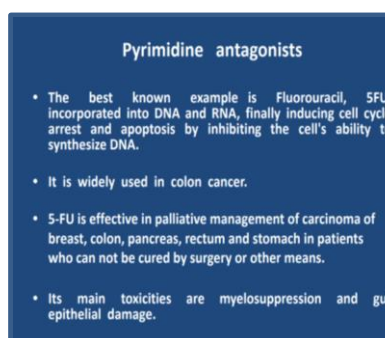 Pyrimidine antagonists
• The best known example is Fluorouracil, 5FU
incorporated into DNA and RNA, finally inducing cell cycl
arrest and apoptosis by inhibiting the cell's ability t
synthesize DNA.
• It is widely used in colon cancer.
• 5-FU is effective in palliative management of carcinoma of
breast, colon, pancreas, rectum and stomach in patients
who can not be cured by surgery or other means.
• Its main toxicities are myelosuppression and gu
epithelial damage.